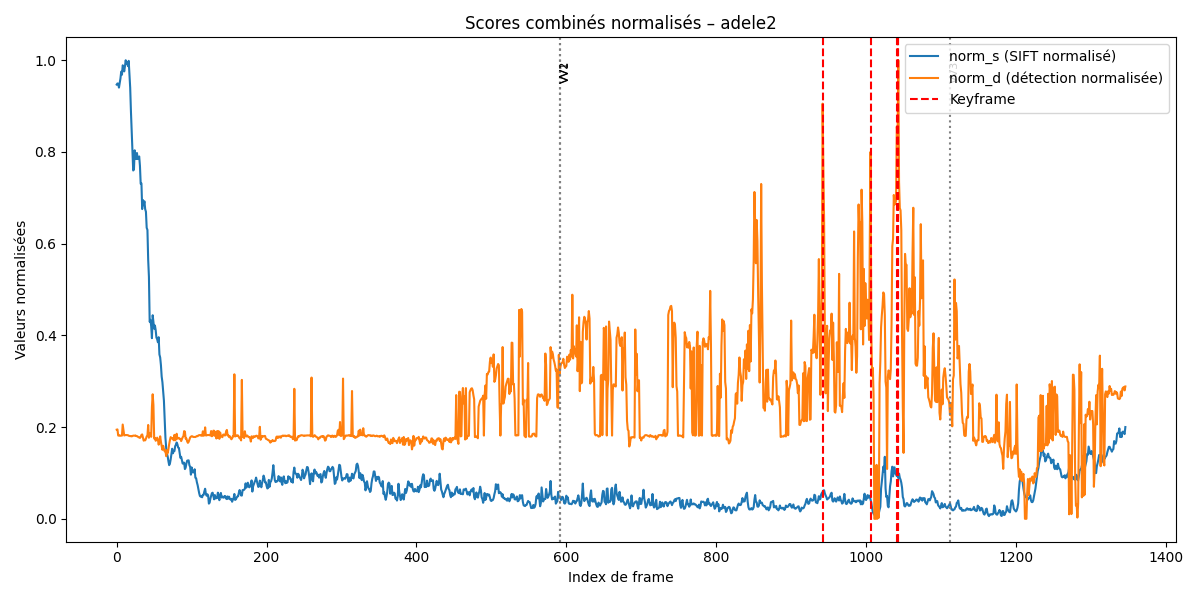 Scores combinés normalisés – adele2
norm_s (SIFT normalisé)
norm_d (détection normalisée)
Keyframe
Valeurs normalisées
1.0
0.8
0.6
0.4
0.2
0.0
0
200
400
600
800
1000
1200
1400
Index de frame